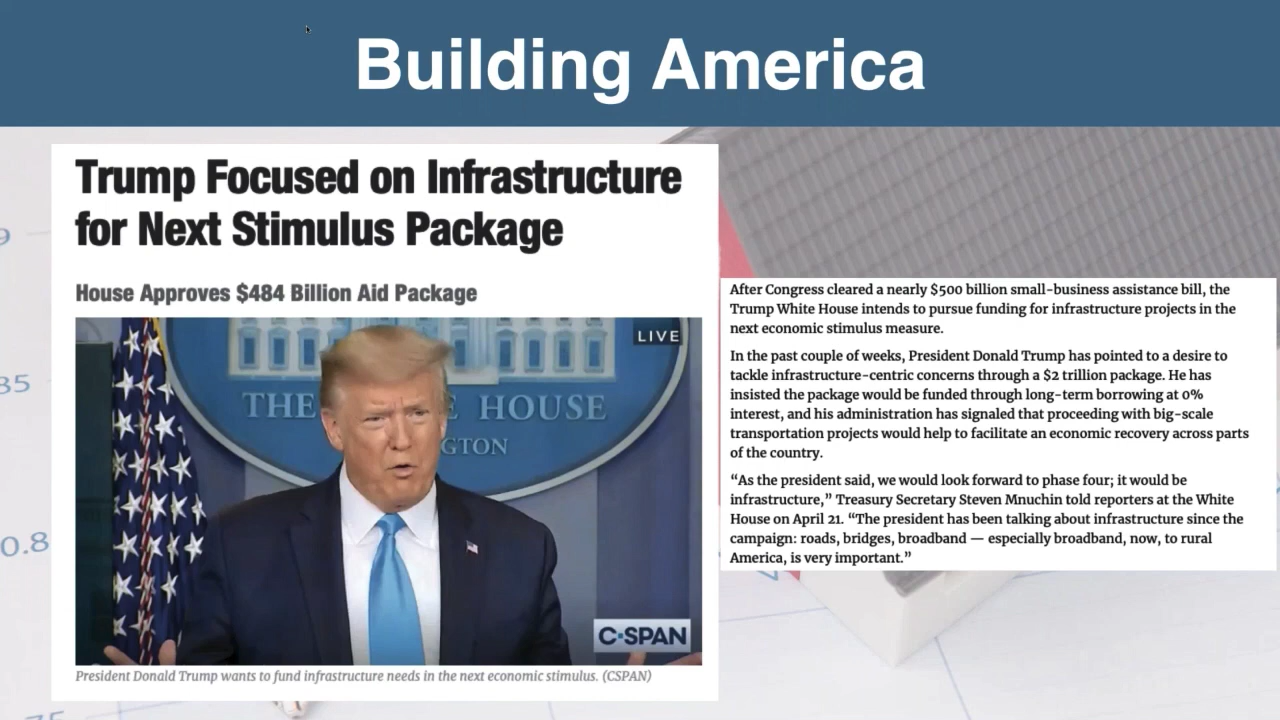 Building America
Trump Focused on Infrastructure
for Next Stimulus Package
House Approves $484 Billion Aid Package
LIVE
THE
HOUSE
GTON
C-SPAN
President Donald Trump wants to fund infrastructure needs in the next economic stimulus. (CSPAN)
After Congress cleared a nearly $500 billion small-business assistance bill, the
Trump White House intends to pursue funding for infrastructure projects in the
next economic stimulus measure.
In the past couple of weeks, President Donald Trump has pointed to a desire to
tackle infrastructure-centric concerns through a $2 trillion package. He has
insisted the package would be funded through long-term borrowing at 0%
interest, and his administration has signaled that proceeding with big-scale
transportation projects would help to facilitate an economic recovery across parts
of the country.
“As the president said, we would look forward to phase four; it would be
infrastructure,” Treasury Secretary Steven Mnuchin told reporters at the White
House on April 21. “The president has been talking about infrastructure since the
campaign: roads, bridges, broadband — especially broadband, now, to rural
America, is very important.”
9
85
0.8
75